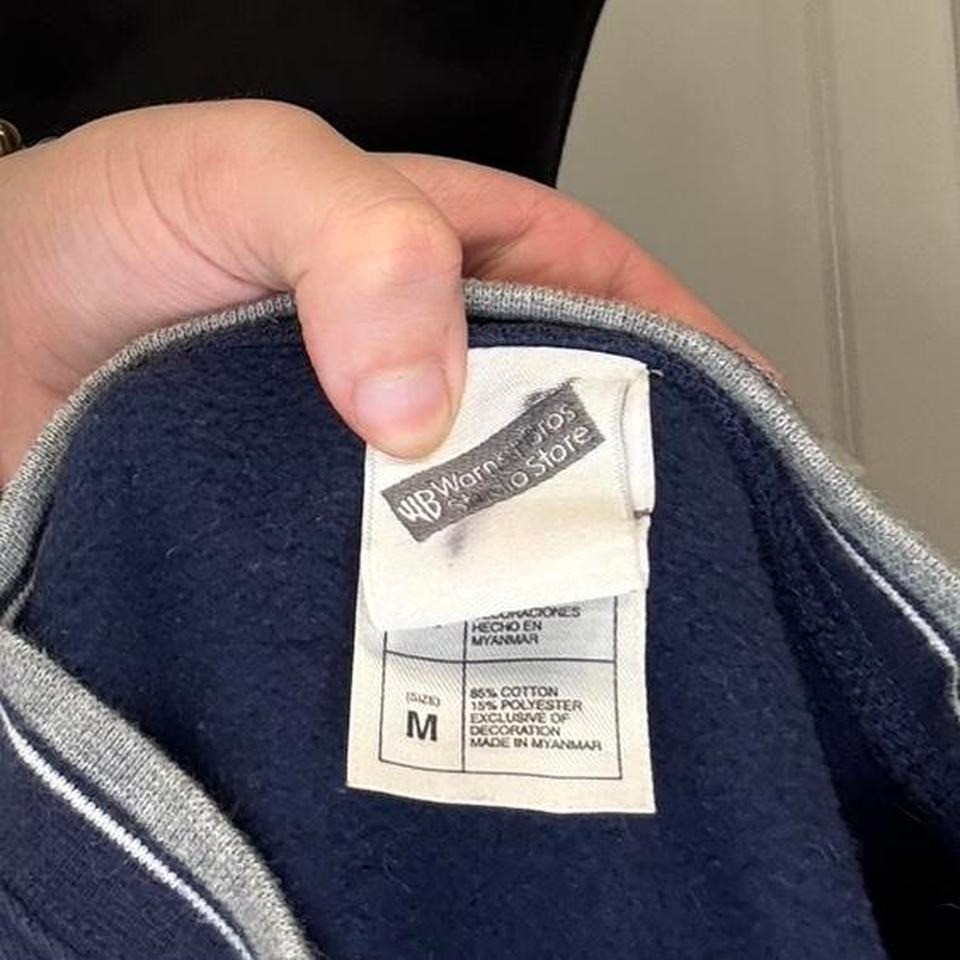 WB Warner Bros
Studio Store
DECORACIONES
HECHO EN
MYANMAR
(SIZE)
M
85% COTTON
15% POLYESTER
EXCLUSIVE OF
DECORATION
MADE IN MYANMAR